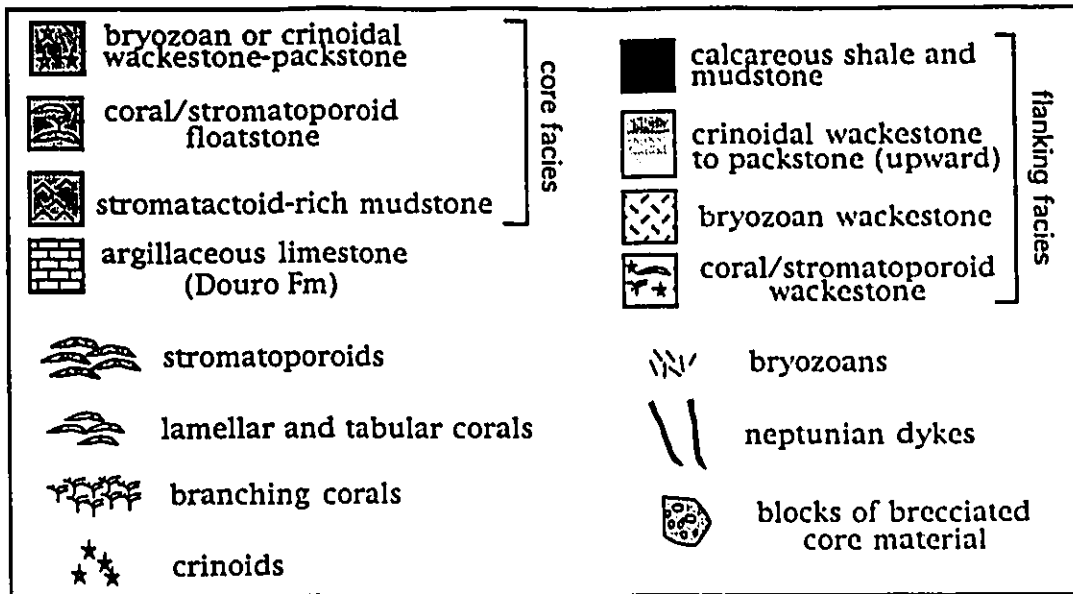 bryozoan or crinoidal
wackestone-packstone
coral/stromatoporoid
floatstone
stromatactoid-rich mudstone
core facies
argillaceous limestone
(Douro Fm)
stromatoporoids
lamellar and tabular corals
branching corals
crinoids
calcareous shale and
mudstone
crinoidal wackestone
to packstone (upward)
bryozoan wackestone
coral/stromatoporoid
wackestone
flanking facies
bryozoans
neptunian dykes
blocks of brecciated
core material